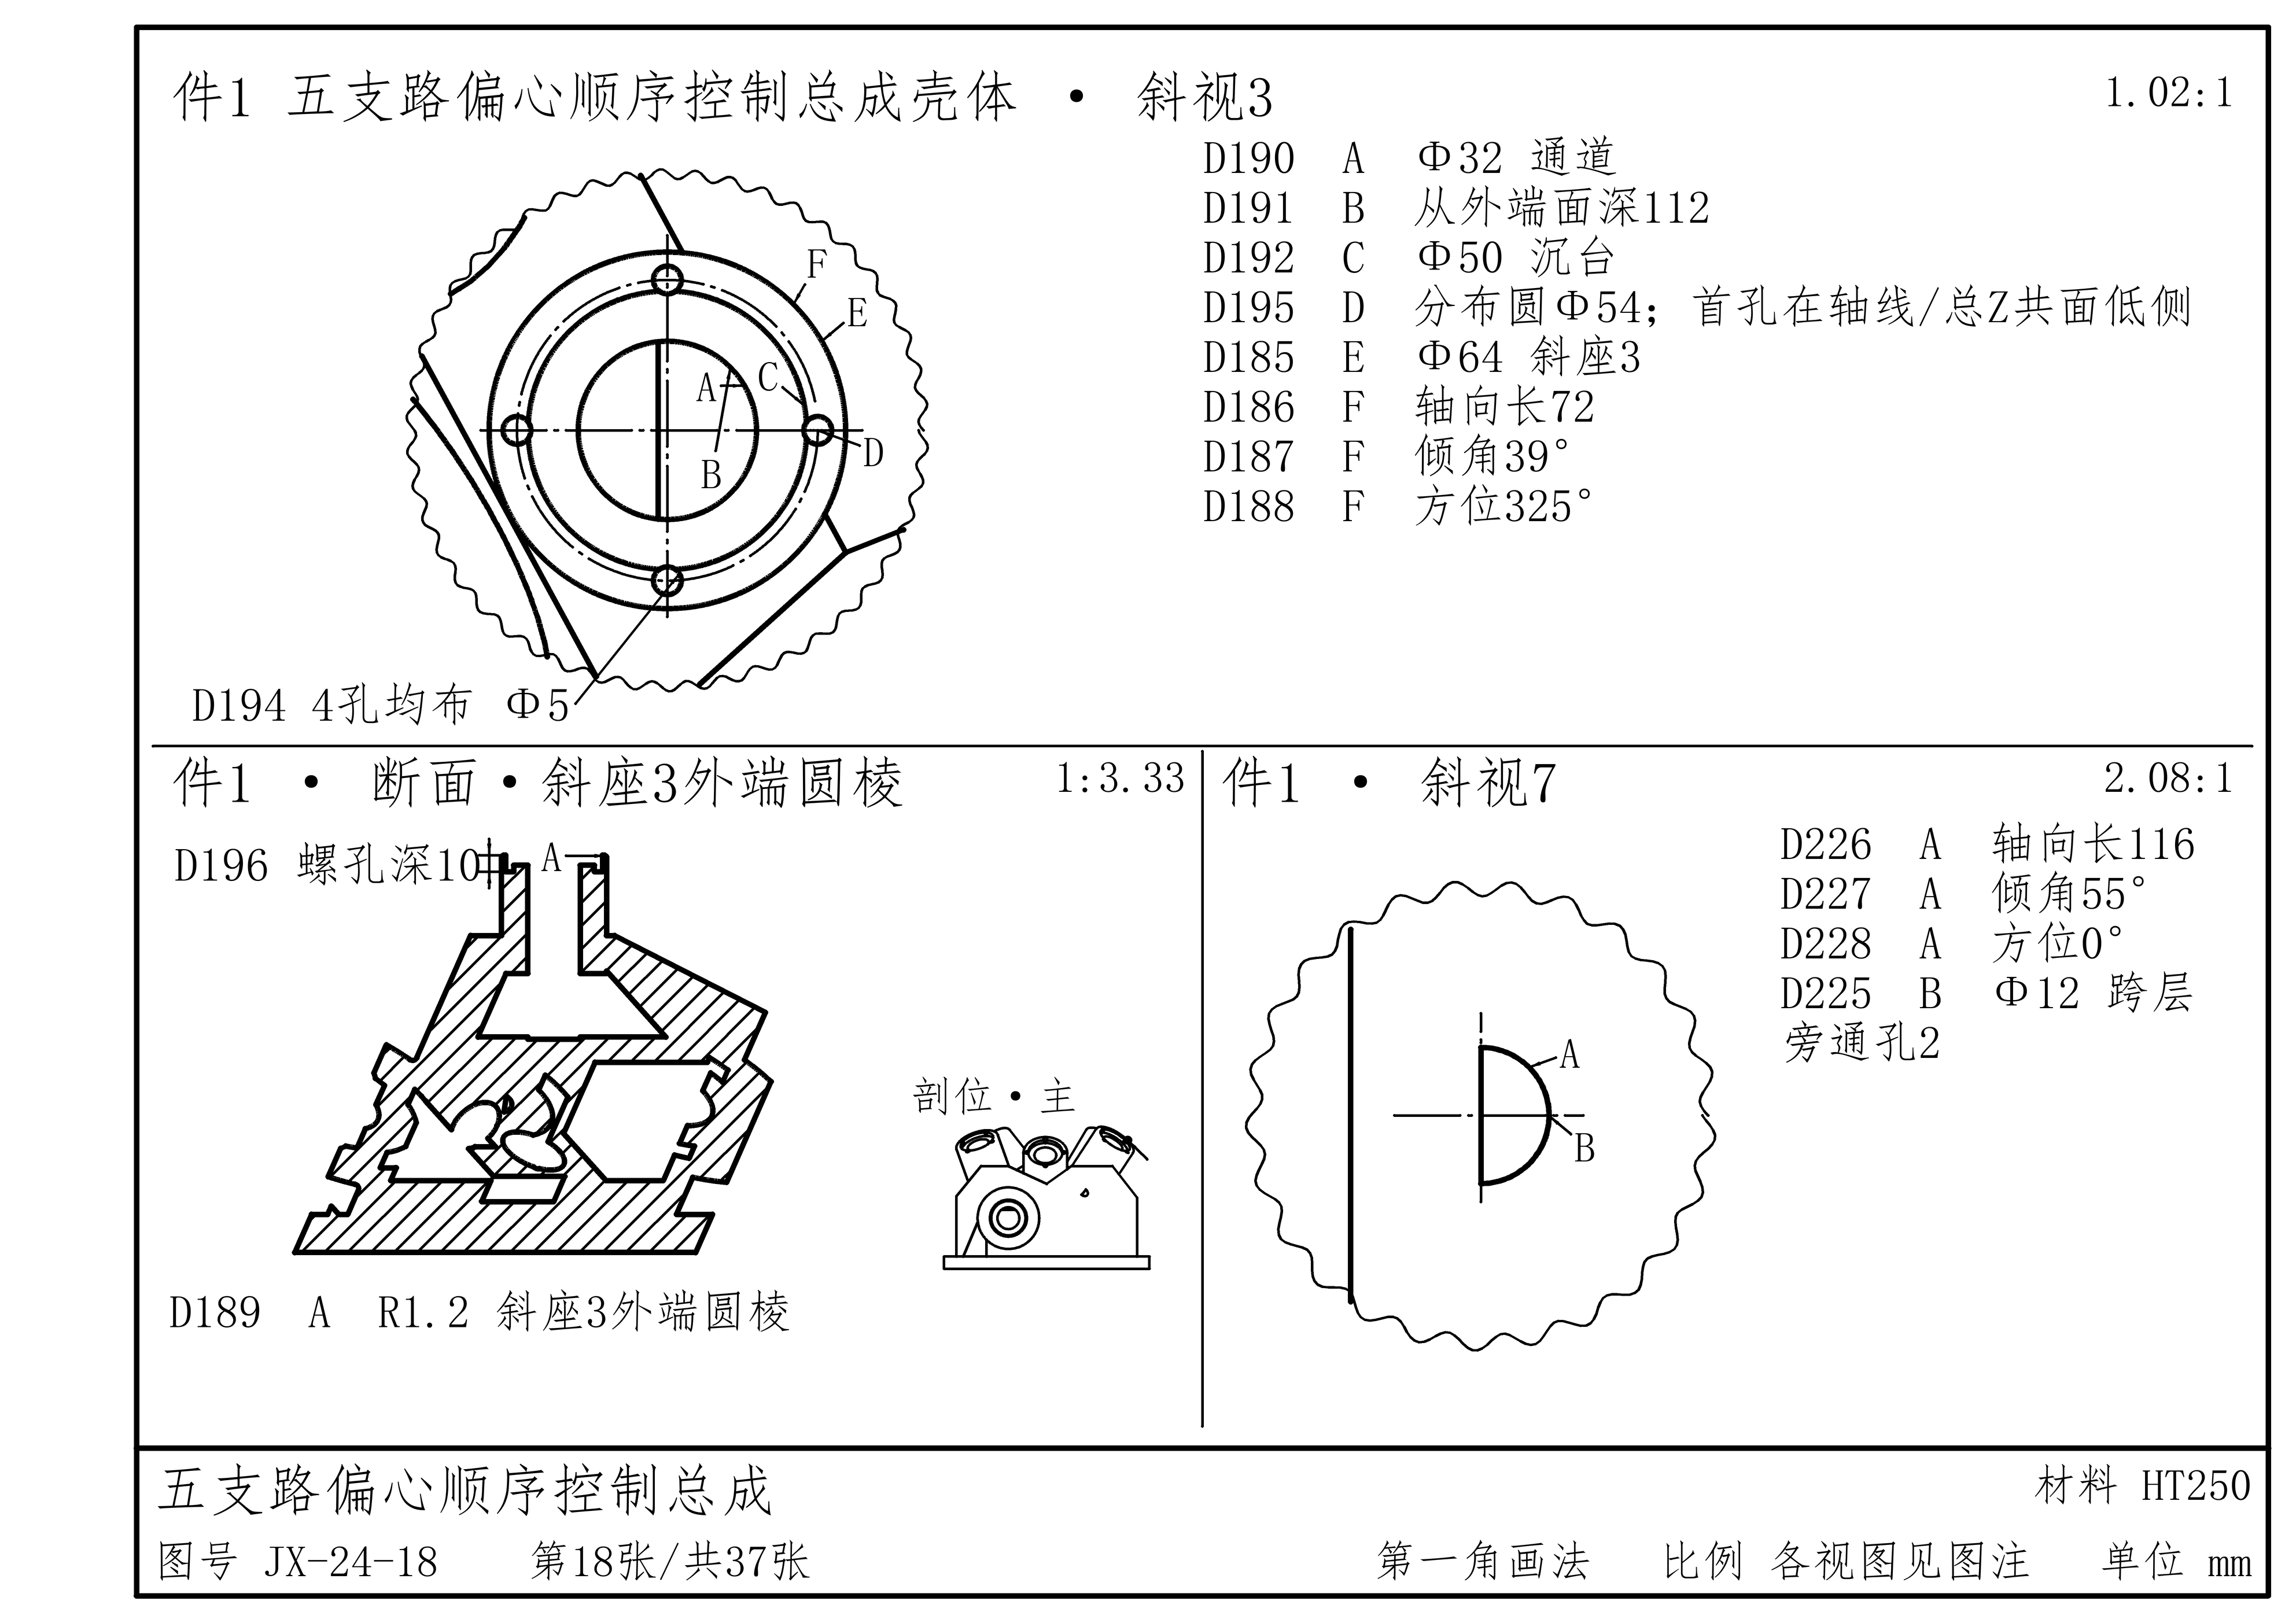 件1 五支路偏心顺序控制总成壳体 · 斜视3
1.02:1
D190 A Φ32 通道
D191 B 从外端面深112
D192 C Φ50 沉台
D195 D 分布圆Φ54; 首孔在轴线/总Z共面低侧
D185 E Φ64 斜座3
D186 F 轴向长72
D187 F 倾角39°
D188 F 方位325°
F
E
A
C
B
D
D194 4孔均布 Φ5
件1 · 断面·斜座3外端圆棱
1:3.33
D196 螺孔深10
A
剖位·主
D189 A R1.2 斜座3外端圆棱
件1 · 斜视7
2.08:1
D226 A 轴向长116
D227 A 倾角55°
D228 A 方位0°
D225 B Φ12 跨层
旁通孔2
A
B
五支路偏心顺序控制总成
材料 HT250
图号 JX-24-18 第18张/共37张
第一角画法 比例 各视图见图注 单位 mm